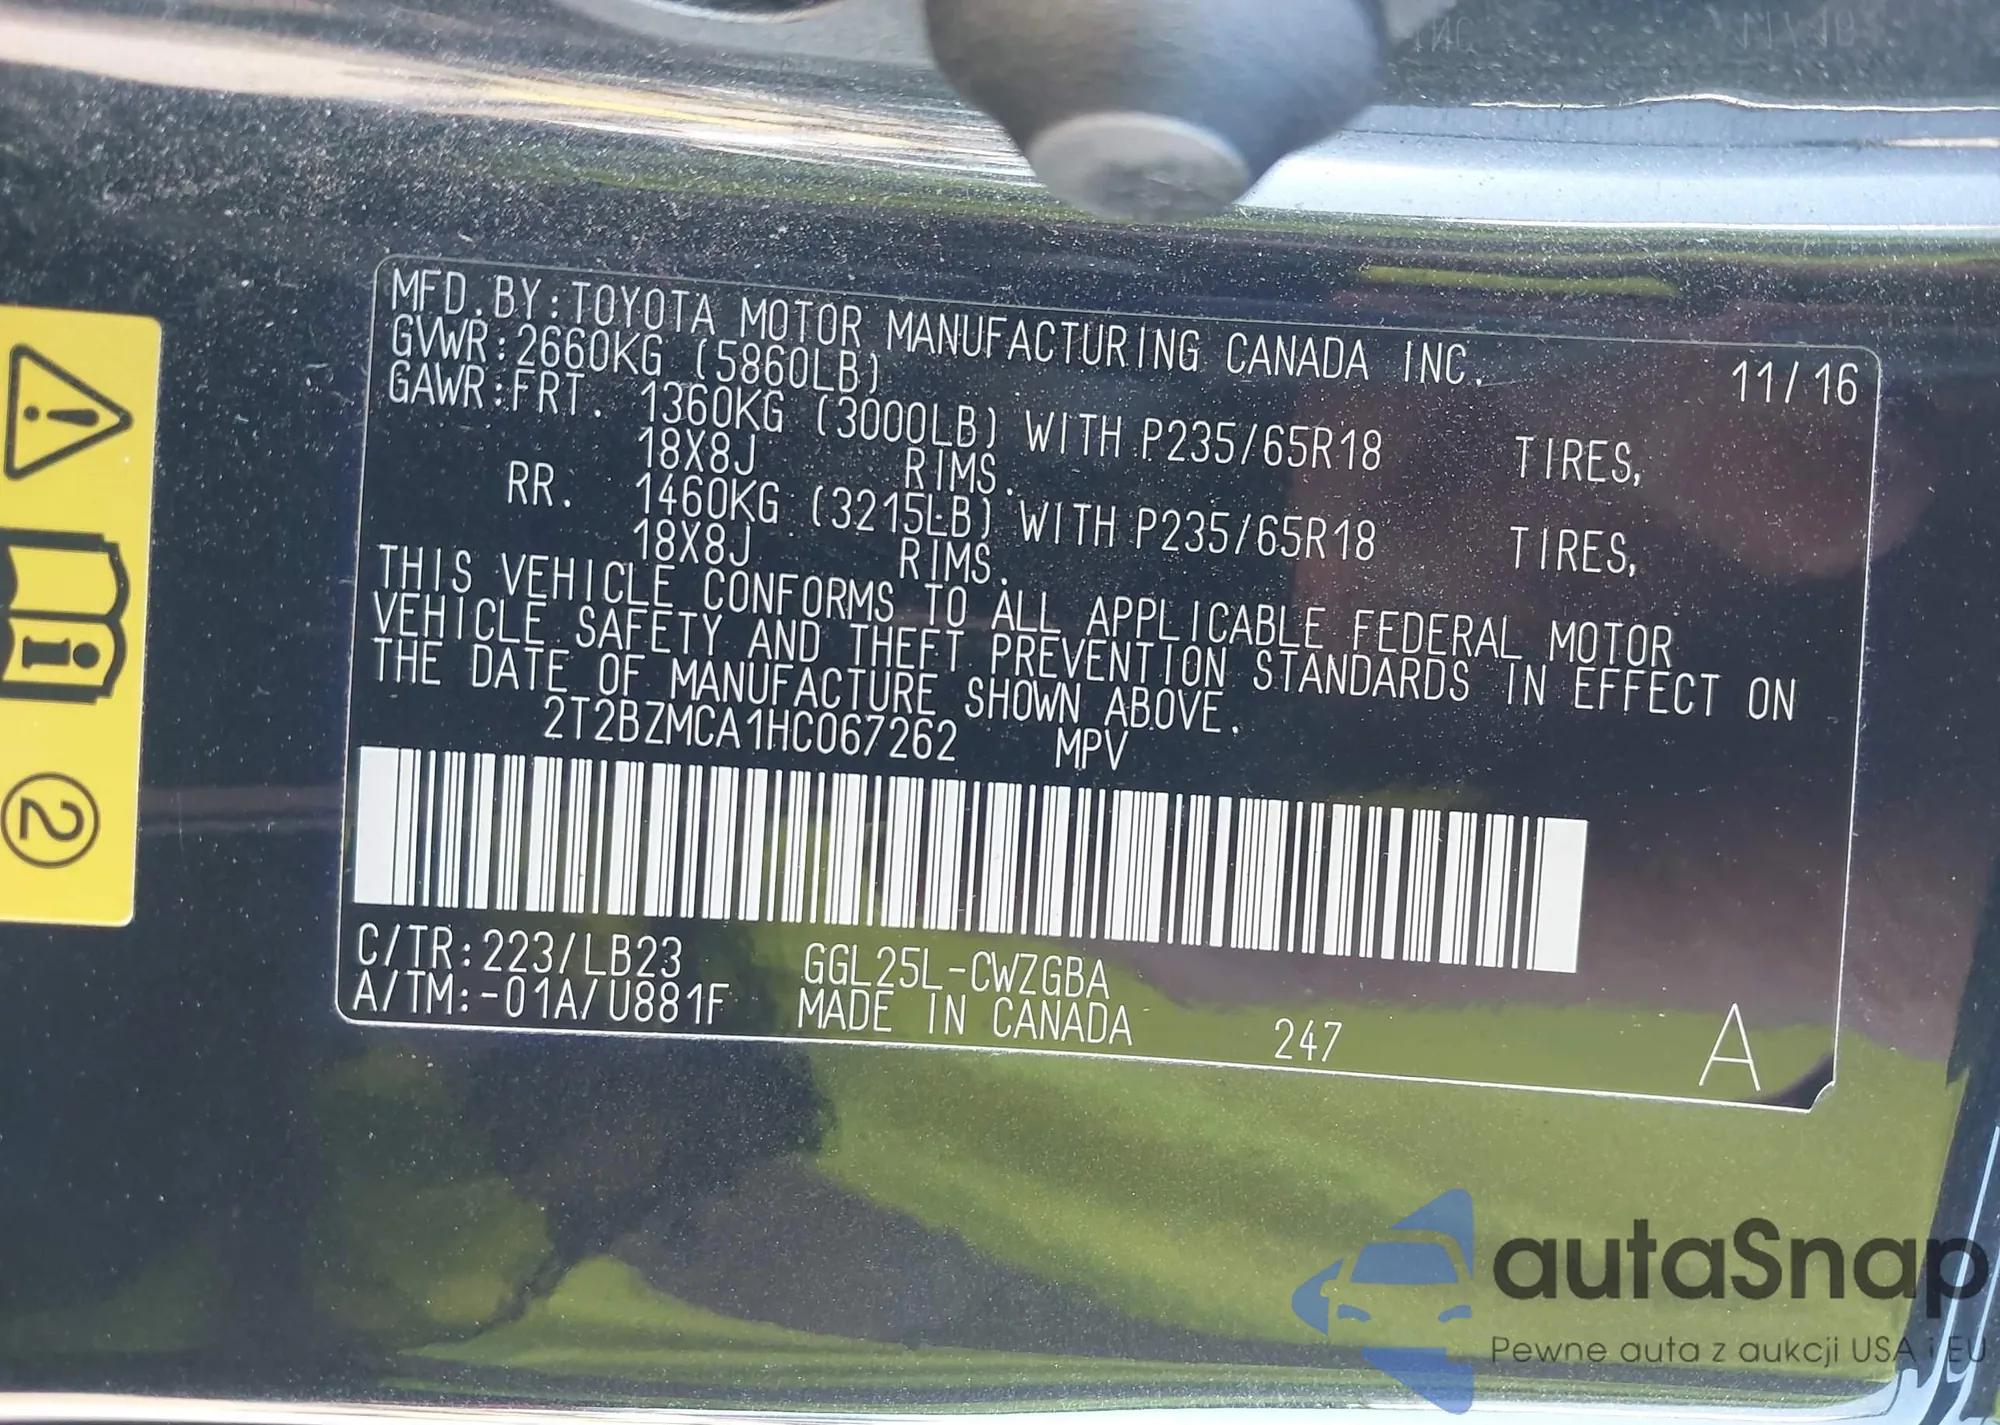 MFD. BY: TOYOTA MOTOR MANUFACTURING CANADA INC. 11/16
GVWR: 2660KG (5860LB)
GAWR: FRT. 1360KG (3000LB) WITH P235/65R18 TIRES,
18X8J RIMS.
RR. 1460KG (3215LB) WITH P235/65R18 TIRES,
18X8J RIMS.
THIS VEHICLE CONFORMS TO ALL APPLICABLE FEDERAL MOTOR
VEHICLE SAFETY AND THEFT PREVENTION STANDARDS IN EFFECT ON
THE DATE OF MANUFACTURE SHOWN ABOVE.
2T2BZMCA1HC067262 MPV
C/TR: 223/LB23 GGL25L-CWZGBA
A/TM: -01A/U881F MADE IN CANADA 247 A
2
autaSnap
Pewne auta z aukcji USA i EU